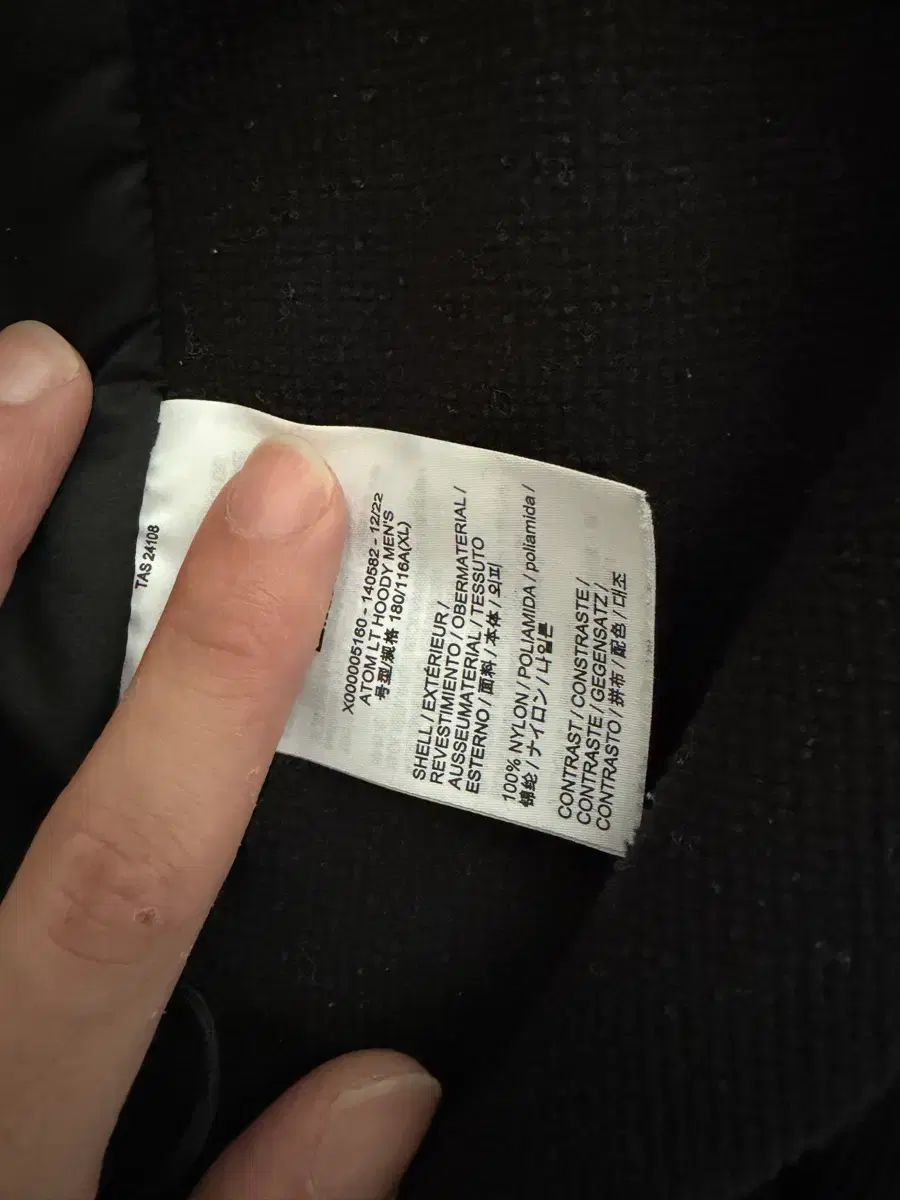 TAS 24108
X000005160 - 140582 - 12/22
ATOM LT HOODY MEN'S
号型/规格 180/116A(XL)
SHELL / EXTÉRIEUR /
REVESTIMIENTO / OBERMATERIAL /
AUSSEUMATERIAL / TESSUTO
ESTERNO / 面料 / 本体 / 외피
100% NYLON / POLIAMIDA / poliamida /
锦纶 / ナイロン / 나일론
CONTRAST / CONSTRASTE /
CONTRASTE / GEGENSATZ /
CONTRASTO / 拼布 / 配色 / 대조